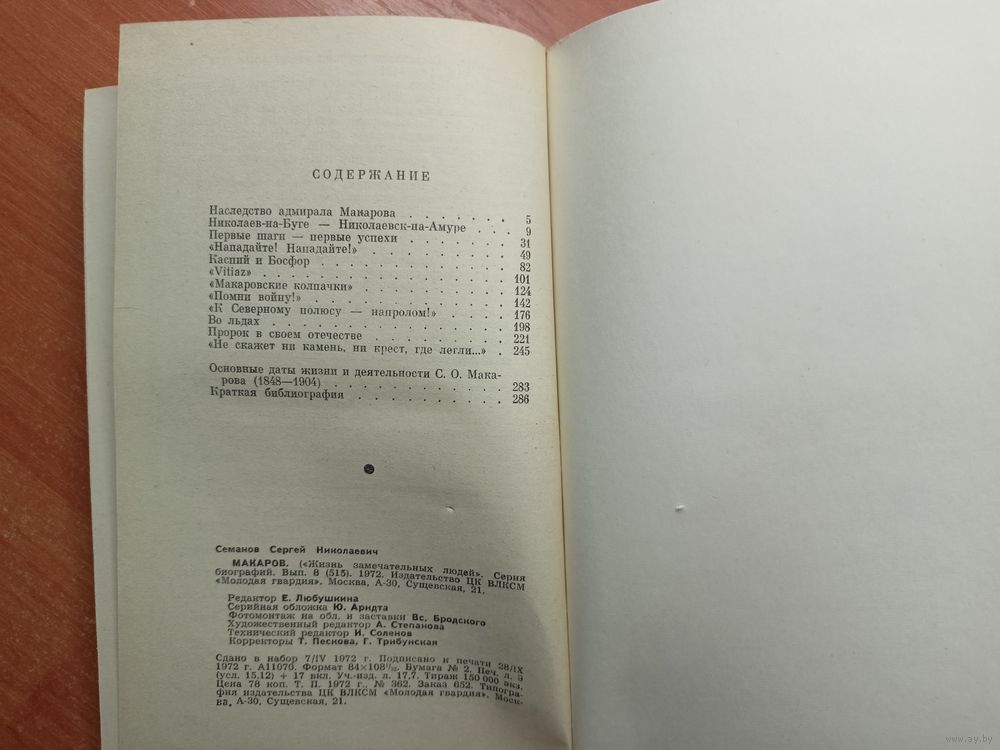 СОДЕРЖАНИЕ
Наследство адмирала Макарова . . . . . . . 5
Николаев-на-Буге — Николаевск-на-Амуре . . . 9
Первые шаги — первые успехи . . . . . . . 31
«Нападайте! Нападайте!» . . . . . . . . . 49
Каспий и Босфор . . . . . . . . . . . . 82
«Vitiaz» . . . . . . . . . . . . . . . 101
«Макаровские колпачки» . . . . . . . . . 124
«Помни войну!» . . . . . . . . . . . . 142
«К Северному полюсу — напролом!» . . . . 176
Во льдах . . . . . . . . . . . . . . . 198
Пророк в своем отечестве . . . . . . . . 221
«Не скажет ни камень, ни крест, где легли...» . 245
Основные даты жизни и деятельности С. О. Мака-
рова (1848—1904) . . . . . . . . . . . 283
Краткая библиография . . . . . . . . . . 286
Семанов Сергей Николаевич
МАКАРОВ. («Жизнь замечательных людей». Серия
биографий. Вып. 8 (515). 1972. Издательство ЦК ВЛКСМ
«Молодая гвардия». Москва, А-30, Сущевская, 21.
Редактор Е. Любушкина
Серийная обложка Ю. Арндта
Фотомонтаж на обл. и заставки Вс. Бродского
Художественный редактор А. Степанова
Технический редактор И. Соленов
Корректоры Т. Пескова, Г. Трибунская
Сдано в набор 7/IV 1972 г. Подписано к печати 28/IX
1972 г. А11076. Формат 84×108¹/₃₂. Бумага № 2. Печ. л. 9
(усл. 15,12) + 17 вкл. Уч.-изд. л. 17,7. Тираж 150 000 экз.
Цена 78 коп. Т. П. 1972 г., № 362. Заказ 652. Типогра-
фия издательства ЦК ВЛКСМ «Молодая гвардия». Моск-
ва, А-30, Сущевская, 21.
www.ay.by